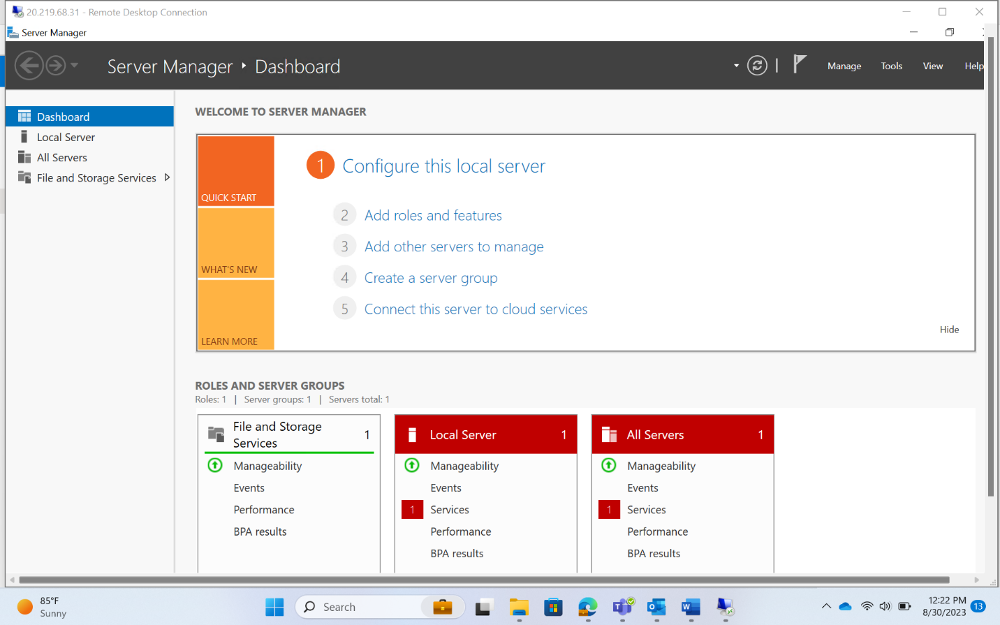 20.219.68.31 - Remote Desktop Connection
Server Manager
Server Manager • Dashboard
Manage Tools View Help
Dashboard
Local Server
All Servers
File and Storage Services
WELCOME TO SERVER MANAGER
QUICK START
WHAT'S NEW
LEARN MORE
1 Configure this local server
2 Add roles and features
3 Add other servers to manage
4 Create a server group
5 Connect this server to cloud services
Hide
ROLES AND SERVER GROUPS
Roles: 1 | Server groups: 1 | Servers total: 1
File and Storage
Services 1
Manageability
Events
Performance
BPA results
Local Server 1
Manageability
Events
1 Services
Performance
BPA results
All Servers 1
Manageability
Events
1 Services
Performance
BPA results
85°F
Sunny
Search
12:22 PM
8/30/2023
13